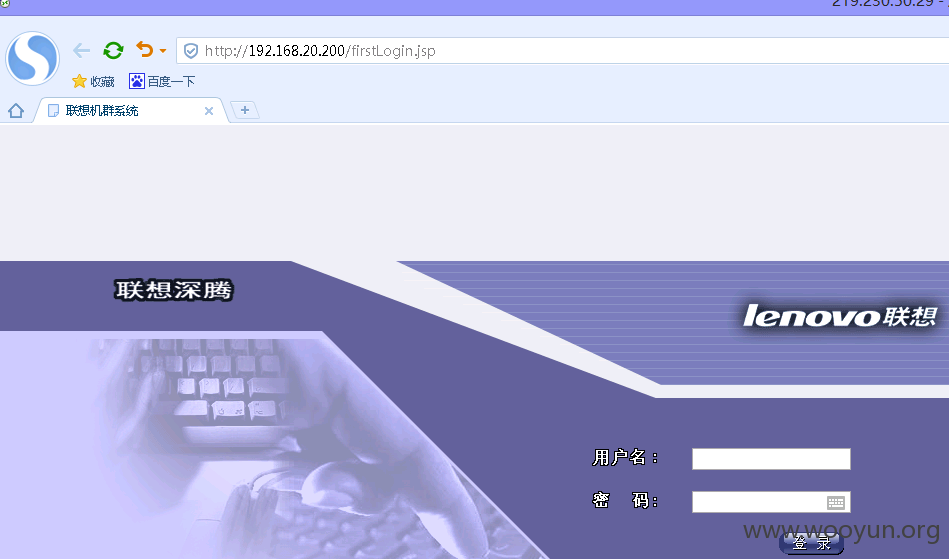 219.230.50.29 -
http://192.168.20.200/firstLogin.jsp
收藏 百度一下
联想机群系统
联想深腾
lenovo联想
用户名：
密 码：
www.wooyun.org
登 录